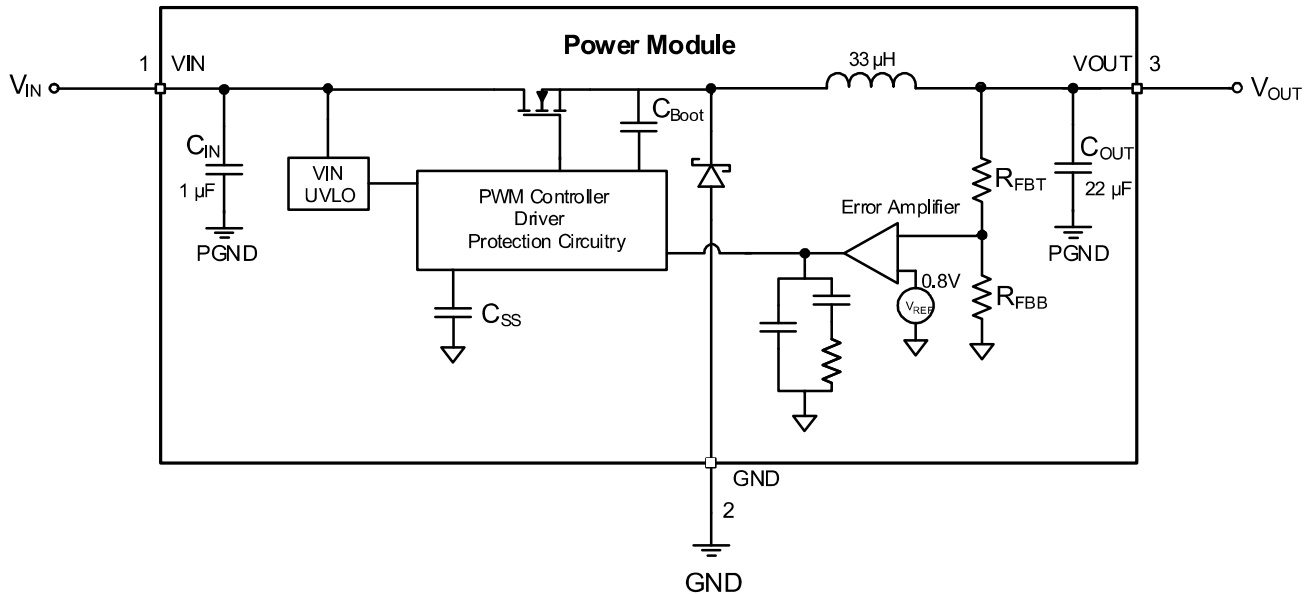 Power Module
1 VIN
33 µH
VOUT 3
VIN
VOUT
CBoot
CIN
1 µF
PGND
VIN
UVLO
PWM Controller
Driver
Protection Circuitry
Error Amplifier
RFBT
COUT
22 µF
PGND
0.8V
VREF
RFBB
CSS
GND
2
GND